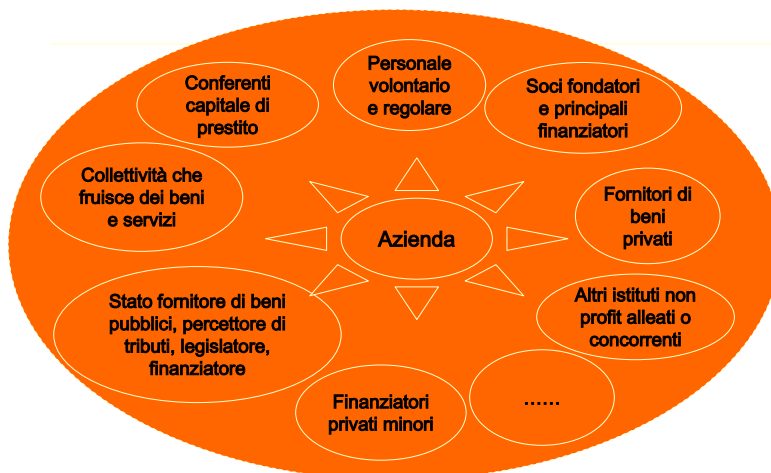 Personale
volontario
e regolare
Conferenti
capitale di
prestito
Soci fondatori
e principali
finanziatori
Collettività che
fruisce dei beni
e servizi
Fornitori di
beni
privati
Azienda
Stato fornitore di beni
pubblici, percettore di
tributi, legislatore,
finanziatore
Altri istituti non
profit alleati o
concorrenti
Finanziatori
privati minori
……